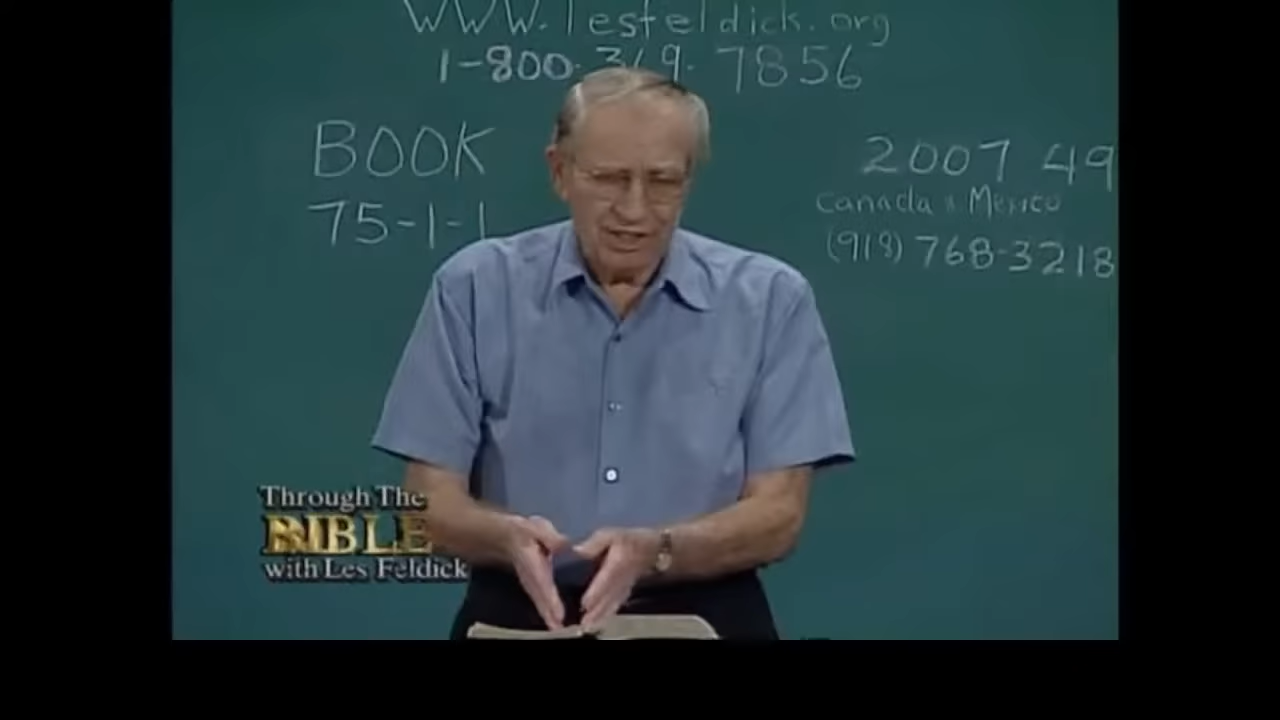 www.lesfeldick.org
1-800-369-7856
BOOK
75-1-1
2007 49
Canada & Mexico
(918) 768-3218
Through The
BIBLE
with Les Feldick